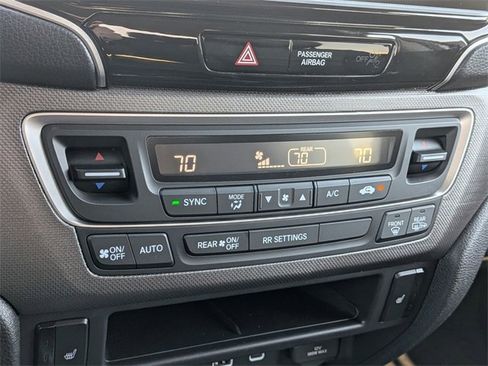 PASSENGER
AIRBAG
OFF
70
REAR
70
70
SYNC
MODE
A/C
ON/
OFF
AUTO
REAR ON/
OFF
RR SETTINGS
FRONT
REAR
12V